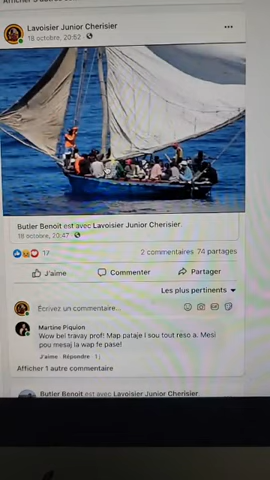 Lavoisier Junior Cherisier
18 octobre, 20:62
Butler Benoit est avec Lavoisier Junior Cherisier.
18 octobre, 20:47
17
2 commentaires 74 partages
J'aime
Commenter
Partager
Les plus pertinents
Écrivez un commentaire...
GIF
Martine Piquion
Wow bel travay prof! Map pataje l sou tout reso a. Mesi
pou mesaj la wap fe pase!
J'aime · Répondre · 1 j
Afficher 1 autre commentaire
Butler Benoit est avec Lavoisier Junior Cherisier.